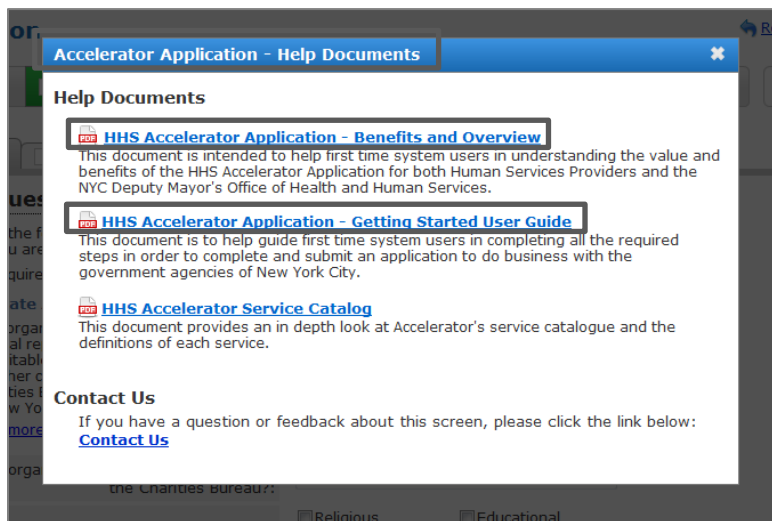 or
Accelerator Application - Help Documents
Help Documents
PDF HHS Accelerator Application - Benefits and Overview
This document is intended to help first time system users in understanding the value and
benefits of the HHS Accelerator Application for both Human Services Providers and the
NYC Deputy Mayor's Office of Health and Human
Services.
PDF HHS Accelerator Application - Getting Started User Guide
This document is to help guide first time system users in completing all the required
steps in order to complete and submit an application to do business with the
government agencies of New York City.
PDF HHS Accelerator Service Catalog
This document provides an in depth look at Accelerator's service catalogue and the
definitions of each service.
Contact Us
If you have a question or feedback about this screen, please click the link below:
Contact Us
more
orga
the Charities Bureau?:
Religious
Educational